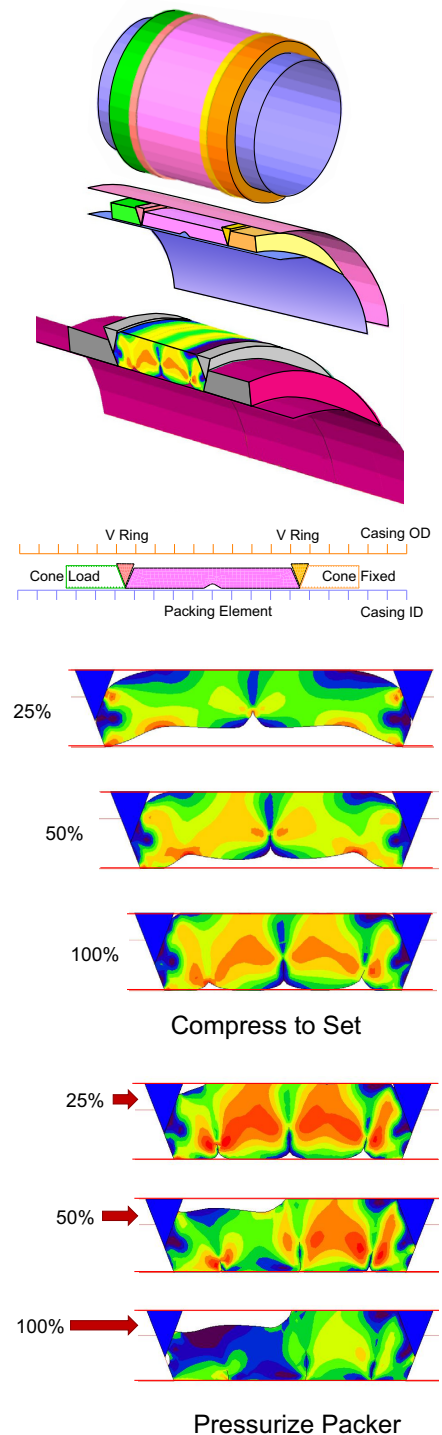 V Ring V Ring Casing OD
Cone Load Cone Fixed
Packing Element Casing ID
25%
50%
100%
Compress to Set
25%
50%
100%
Pressurize Packer